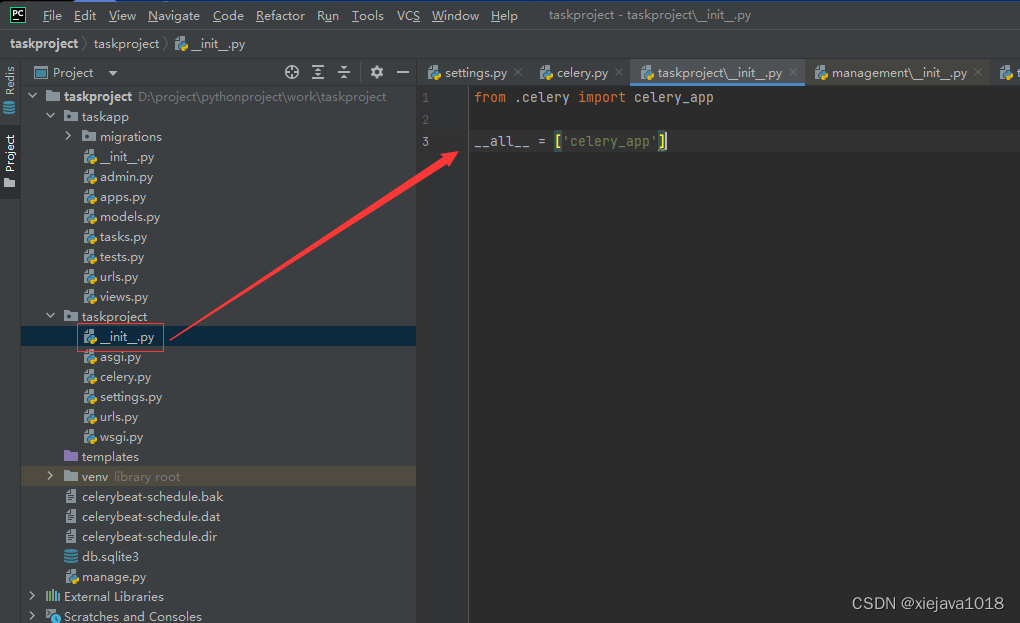 PC File Edit View Navigate Code Refactor Run Tools VCS Window Help taskproject - taskproject\__init__.py
taskproject taskproject __init__.py
Redis
Project
Project
settings.py celery.py taskproject\__init__.py management\__init__.py
taskproject D:\project\pythonproject\work\taskproject
taskapp
migrations
__init__.py
admin.py
apps.py
models.py
tasks.py
tests.py
urls.py
views.py
taskproject
__init__.py
asgi.py
celery.py
settings.py
urls.py
wsgi.py
templates
venv library root
celerybeat-schedule.bak
celerybeat-schedule.dat
celerybeat-schedule.dir
db.sqlite3
manage.py
External Libraries
Scratches and Consoles
1 from .celery import celery_app
2
3 __all__ = ['celery_app']
CSDN @xiejava1018